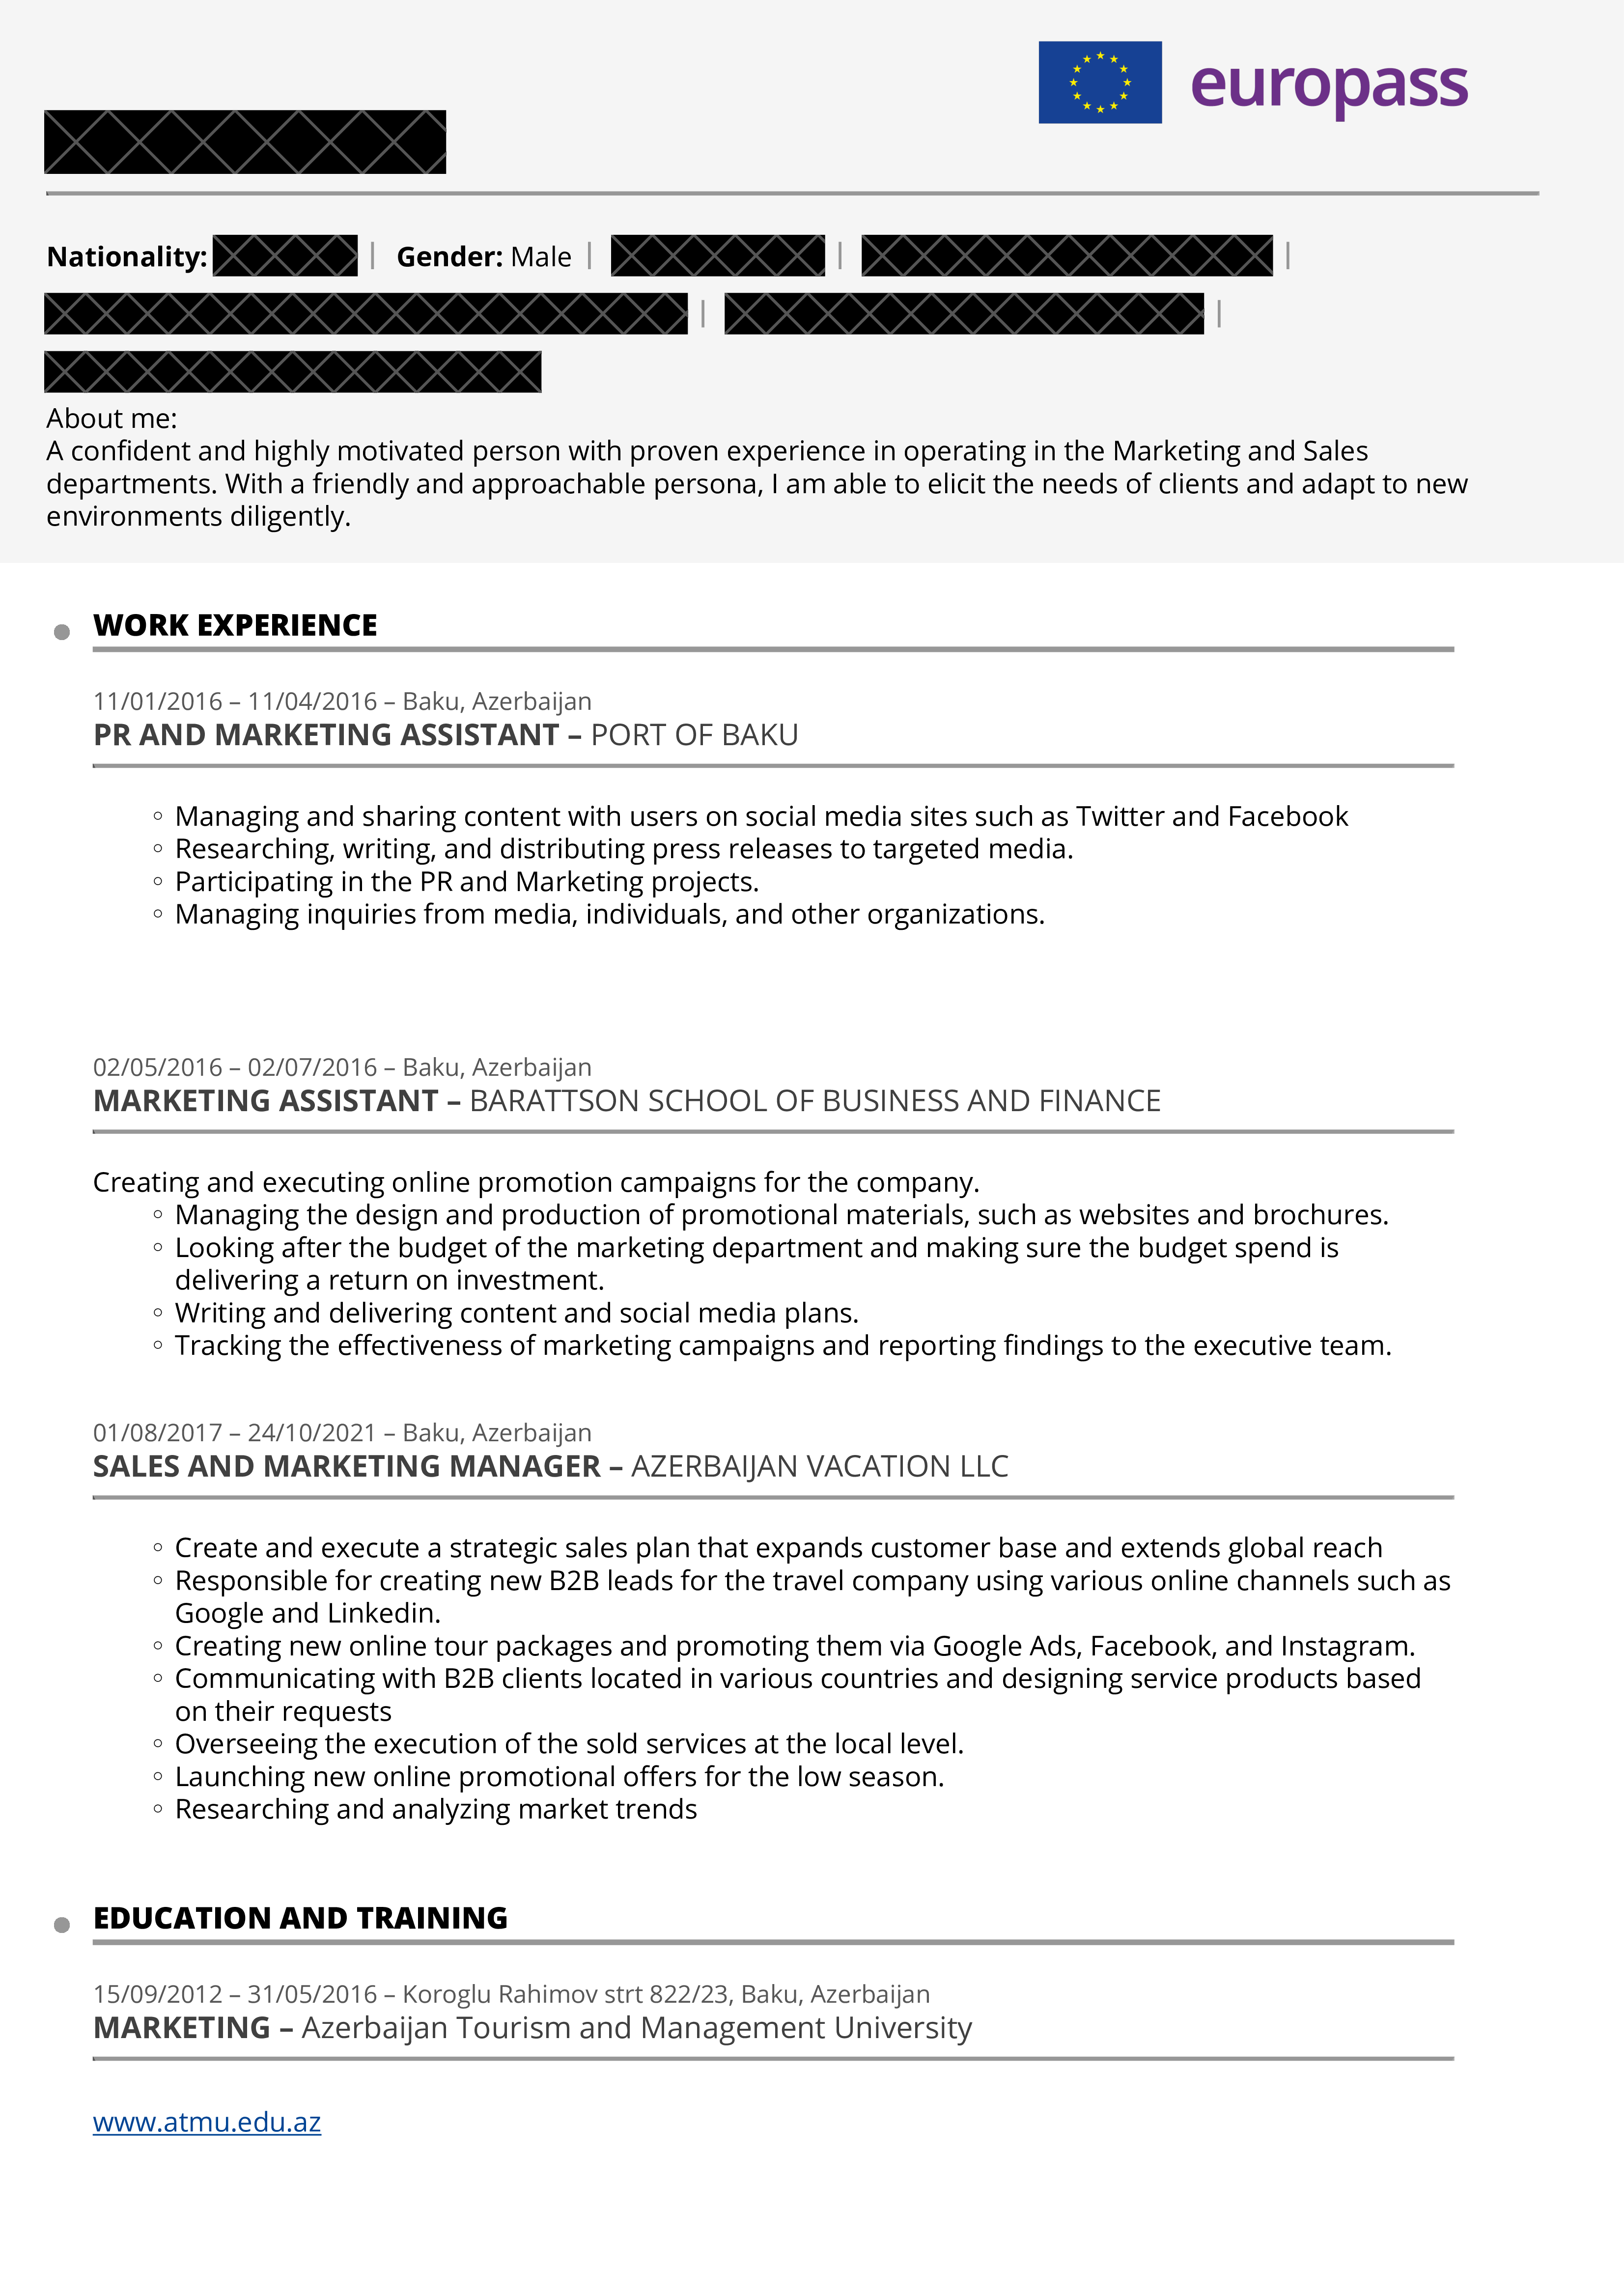 europass
Nationality: | Gender: Male | | |
| |
About me:
A confident and highly motivated person with proven experience in operating in the Marketing and Sales
departments. With a friendly and approachable persona, I am able to elicit the needs of clients and adapt to new
environments diligently.
WORK EXPERIENCE
11/01/2016 – 11/04/2016 – Baku, Azerbaijan
PR AND MARKETING ASSISTANT – PORT OF BAKU
◦ Managing and sharing content with users on social media sites such as Twitter and Facebook
◦ Researching, writing, and distributing press releases to targeted media.
◦ Participating in the PR and Marketing projects.
◦ Managing inquiries from media, individuals, and other organizations.
02/05/2016 – 02/07/2016 – Baku, Azerbaijan
MARKETING ASSISTANT – BARATTSON SCHOOL OF BUSINESS AND FINANCE
Creating and executing online promotion campaigns for the company.
◦ Managing the design and production of promotional materials, such as websites and brochures.
◦ Looking after the budget of the marketing department and making sure the budget spend is
delivering a return on investment.
◦ Writing and delivering content and social media plans.
◦ Tracking the effectiveness of marketing campaigns and reporting findings to the executive team.
01/08/2017 – 24/10/2021 – Baku, Azerbaijan
SALES AND MARKETING MANAGER – AZERBAIJAN VACATION LLC
◦ Create and execute a strategic sales plan that expands customer base and extends global reach
◦ Responsible for creating new B2B leads for the travel company using various online channels such as
Google and Linkedin.
◦ Creating new online tour packages and promoting them via Google Ads, Facebook, and Instagram.
◦ Communicating with B2B clients located in various countries and designing service products based
on their requests
◦ Overseeing the execution of the sold services at the local level.
◦ Launching new online promotional offers for the low season.
◦ Researching and analyzing market trends
EDUCATION AND TRAINING
15/09/2012 – 31/05/2016 – Koroglu Rahimov strt 822/23, Baku, Azerbaijan
MARKETING – Azerbaijan Tourism and Management University
www.atmu.edu.az